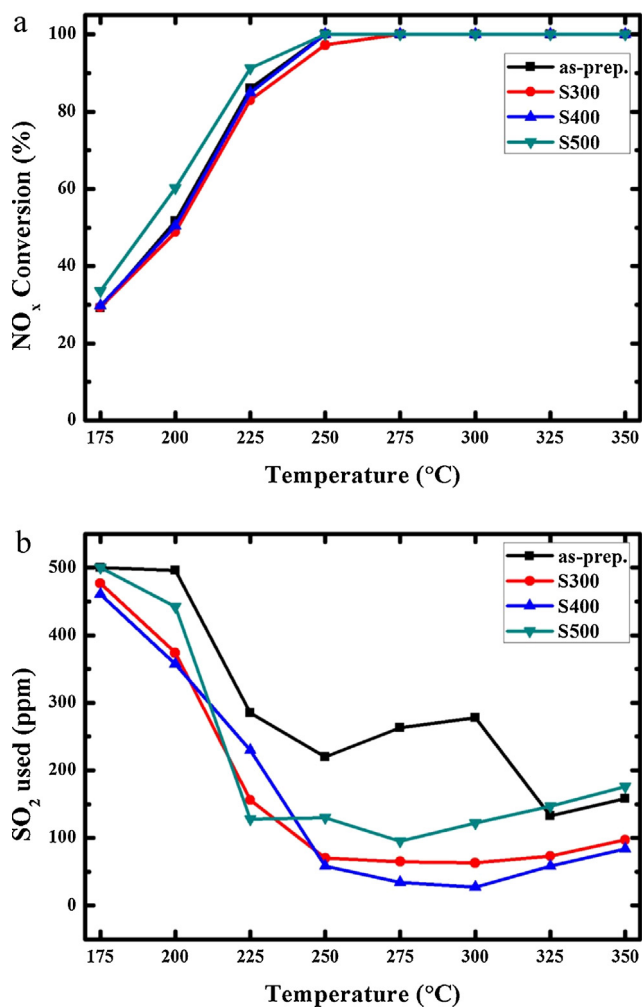 a
NOx Conversion (%)
100
80
60
40
20
0
as-prep.
S300
S400
S500
175 200 225 250 275 300 325 350
Temperature (°C)
b
SO2 used (ppm)
500
400
300
200
100
0
as-prep.
S300
S400
S500
175 200 225 250 275 300 325 350
Temperature (°C)